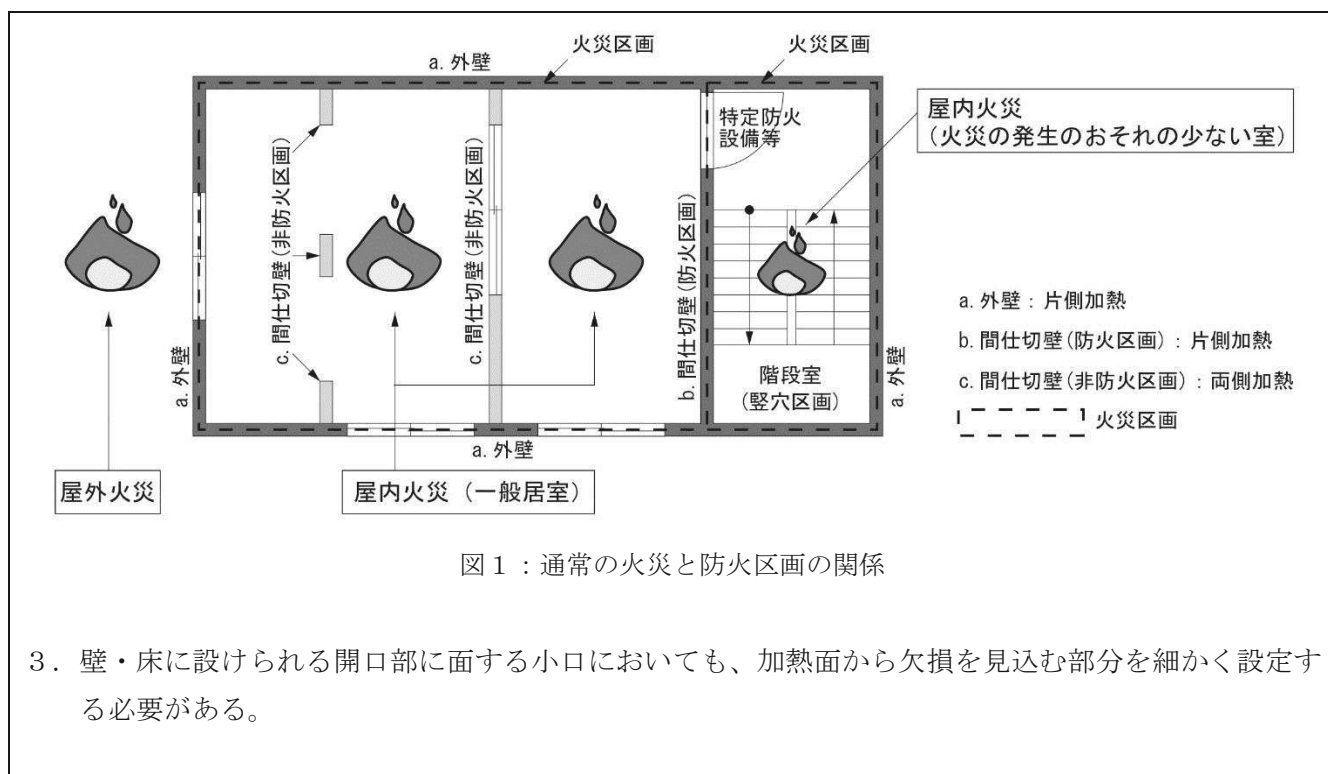 火災区画
火災区画
a. 外壁
特定防火
設備等
屋内火災
(火災の発生のおそれの少ない室)
c. 間仕切壁(非防火区画)
c. 間仕切壁(非防火区画)
b. 間仕切壁(防火区画)
a. 外壁
a. 外壁
階段室
(竪穴区画)
a. 外壁：片側加熱
b. 間仕切壁(防火区画)：片側加熱
c. 間仕切壁(非防火区画)：両側加熱
火災区画
a. 外壁
屋外火災
屋内火災（一般居室）
図１：通常の火災と防火区画の関係
３．壁・床に設けられる開口部に面する小口においても、加熱面から欠損を見込む部分を細かく設定す
る必要がある。